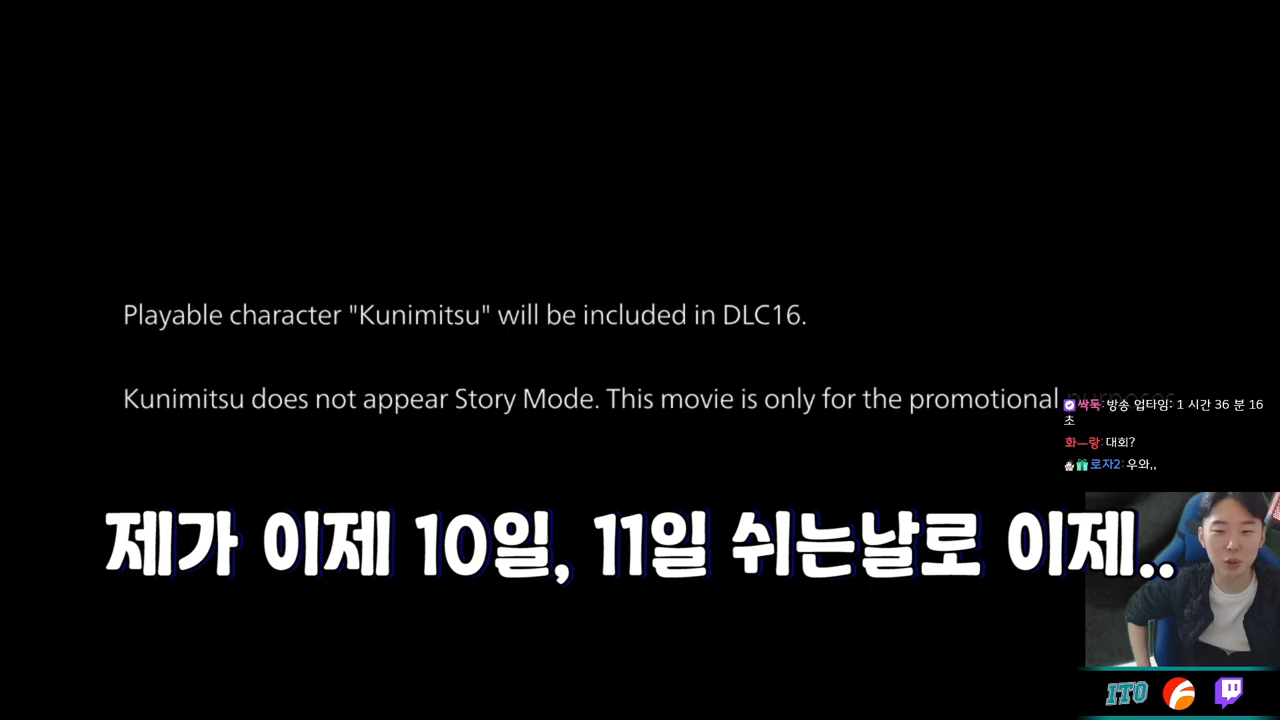 Playable character "Kunimitsu" will be included in DLC16.
Kunimitsu does not appear Story Mode. This movie is only for the promotional purposes.
싹둑: 방송 업타임: 1 시간 36 분 16
초
화—랑: 대회?
로자2: 우와,,
제가 이제 10일, 11일 쉬는날로 이제..
ITO